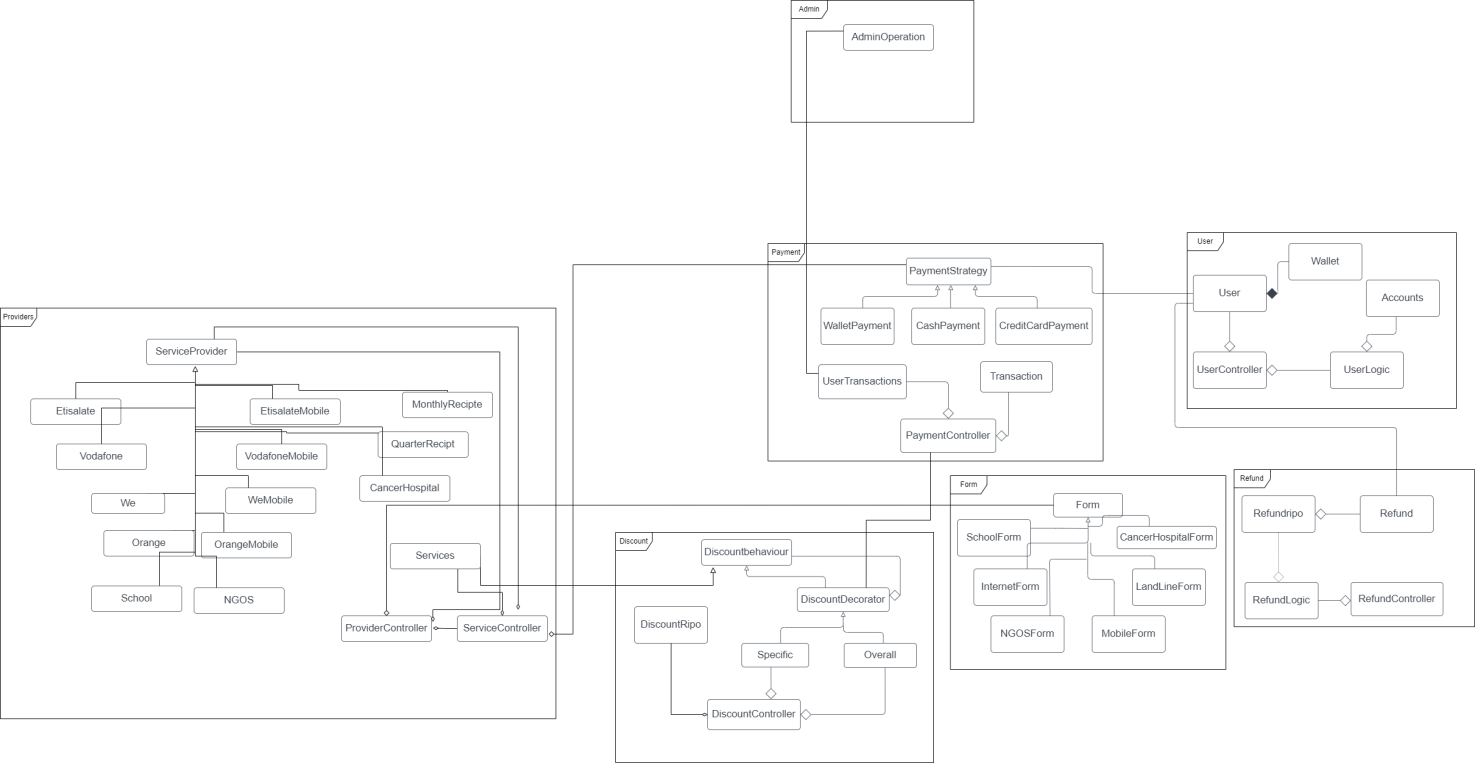 Admin
AdminOperation
Payment
PaymentStrategy
WalletPayment
CashPayment
CreditCardPayment
UserTransactions
Transaction
PaymentController
User
Wallet
User
Accounts
UserController
UserLogic
Providers
ServiceProvider
Etisalate
EtisalateMobile
MonthlyRecipte
Vodafone
VodafoneMobile
QuarterRecipt
CancerHospital
We
WeMobile
Orange
OrangeMobile
Services
School
NGOS
ProviderController
ServiceController
Discount
Discountbehaviour
DiscountDecorator
DiscountRipo
Specific
Overall
DiscountController
Form
Form
SchoolForm
CancerHospitalForm
InternetForm
LandLineForm
NGOSForm
MobileForm
Refund
Refundripo
Refund
RefundLogic
RefundController